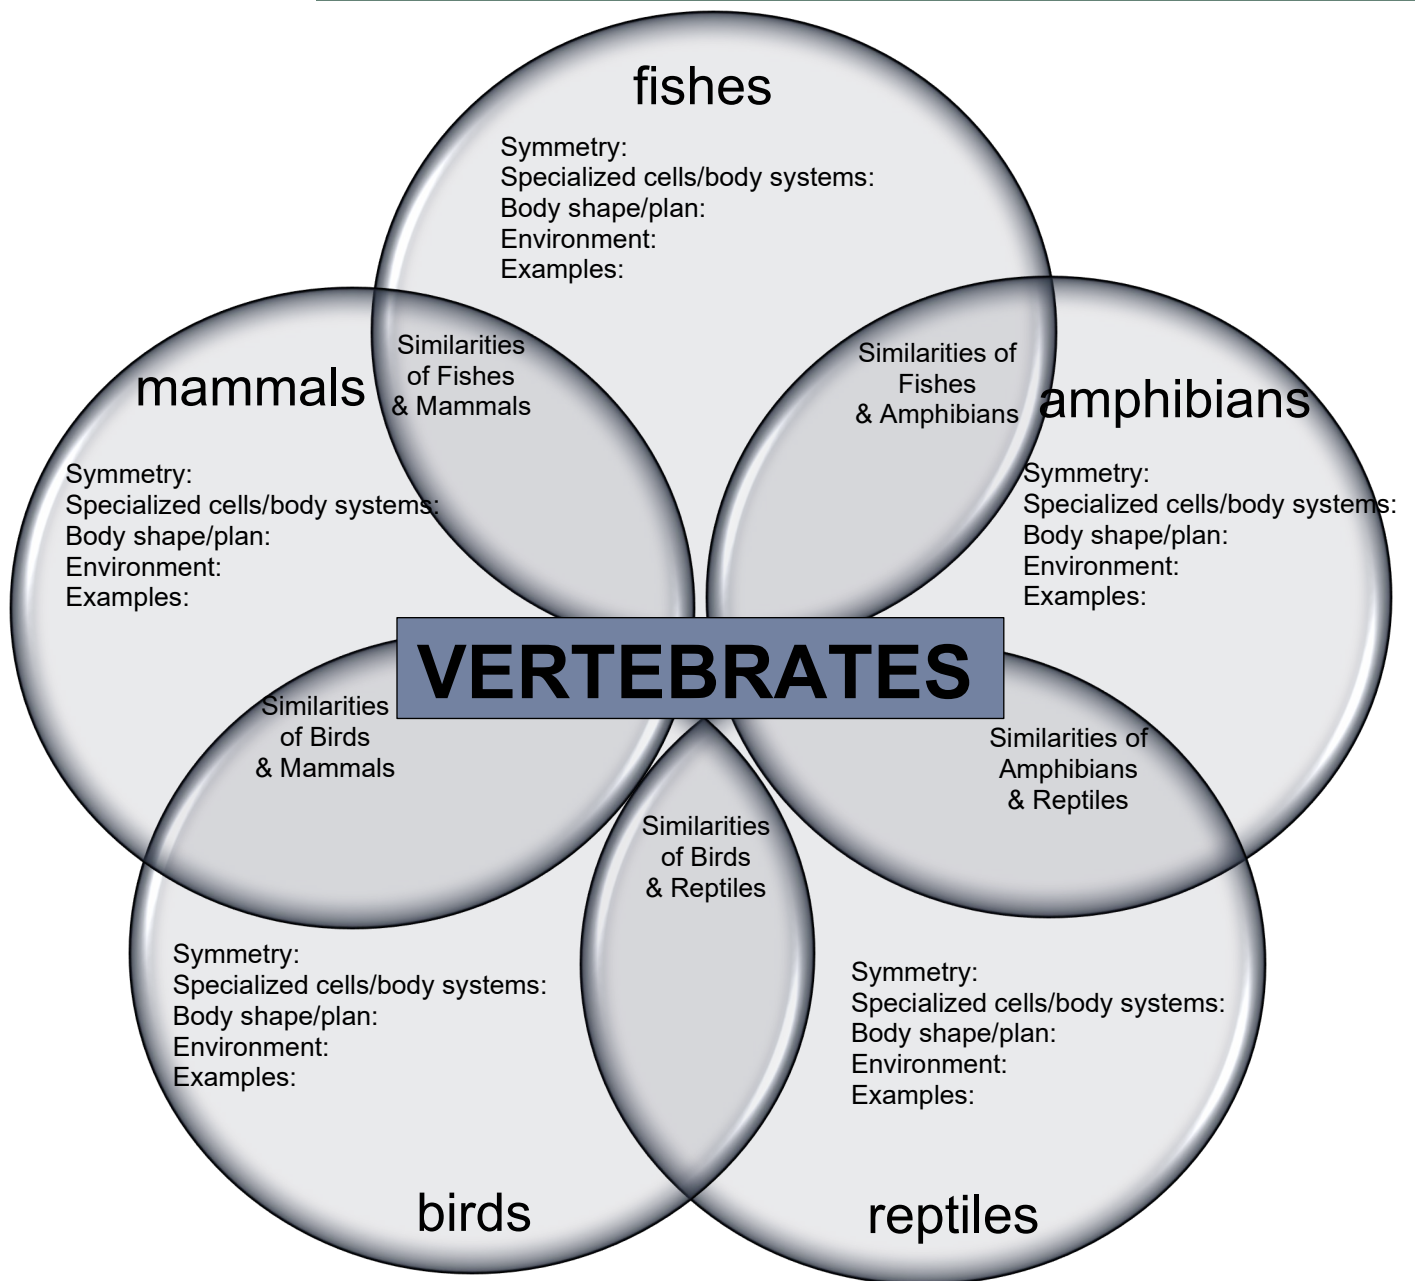 fishes
Symmetry:
Specialized cells/body systems:
Body shape/plan:
Environment:
Examples:
Similarities
of Fishes
& Mammals
Similarities of
Fishes
& Amphibians
mammals
Symmetry:
Specialized cells/body systems:
Body shape/plan:
Environment:
Examples:
amphibians
Symmetry:
Specialized cells/body systems:
Body shape/plan:
Environment:
Examples:
VERTEBRATES
Similarities
of Birds
& Mammals
Similarities of
Amphibians
& Reptiles
Similarities
of Birds
& Reptiles
Symmetry:
Specialized cells/body systems:
Body shape/plan:
Environment:
Examples:
birds
Symmetry:
Specialized cells/body systems:
Body shape/plan:
Environment:
Examples:
reptiles